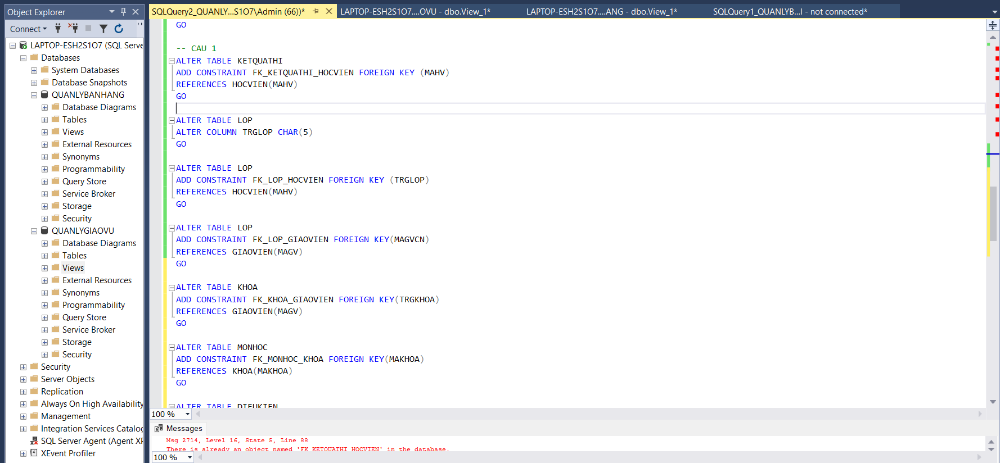 Object Explorer
Connect
LAPTOP-ESH2S1O7 (SQL Serve
Databases
System Databases
Database Snapshots
QUANLYBANHANG
Database Diagrams
Tables
Views
External Resources
Synonyms
Programmability
Query Store
Service Broker
Storage
Security
QUANLYGIAOVU
Database Diagrams
Tables
Views
External Resources
Synonyms
Programmability
Query Store
Service Broker
Storage
Security
Security
Server Objects
Replication
Always On High Availability
Management
Integration Services Catalog
SQL Server Agent (Agent XP
XEvent Profiler
SQLQuery2_QUANLY...S1O7\Admin (66))*
LAPTOP-ESH2S1O7....OVU - dbo.View_1*
LAPTOP-ESH2S1O7....ANG - dbo.View_1*
SQLQuery1_QUANLYB...l - not connected*
GO
-- CAU 1
ALTER TABLE KETQUATHI
ADD CONSTRAINT FK_KETQUATHI_HOCVIEN FOREIGN KEY (MAHV)
REFERENCES HOCVIEN(MAHV)
GO
ALTER TABLE LOP
ALTER COLUMN TRGLOP CHAR(5)
GO
ALTER TABLE LOP
ADD CONSTRAINT FK_LOP_HOCVIEN FOREIGN KEY (TRGLOP)
REFERENCES HOCVIEN(MAHV)
GO
ALTER TABLE LOP
ADD CONSTRAINT FK_LOP_GIAOVIEN FOREIGN KEY(MAGVCN)
REFERENCES GIAOVIEN(MAGV)
GO
ALTER TABLE KHOA
ADD CONSTRAINT FK_KHOA_GIAOVIEN FOREIGN KEY(TRGKHOA)
REFERENCES GIAOVIEN(MAGV)
GO
ALTER TABLE MONHOC
ADD CONSTRAINT FK_MONHOC_KHOA FOREIGN KEY(MAKHOA)
REFERENCES KHOA(MAKHOA)
GO
ALTER TABLE DIEUKIEN
100 %
Messages
Msg 2714, Level 16, State 5, Line 88
There is already an object named 'FK_KETQUATHI_HOCVIEN' in the database.
100 %